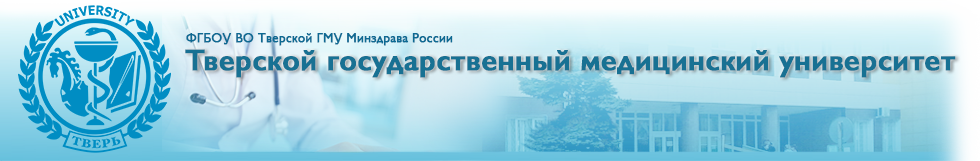 UNIVERSITY
ТВЕРЬ
ФГБОУ ВО Тверской ГМУ Минздрава России
Тверской государственный медицинский университет